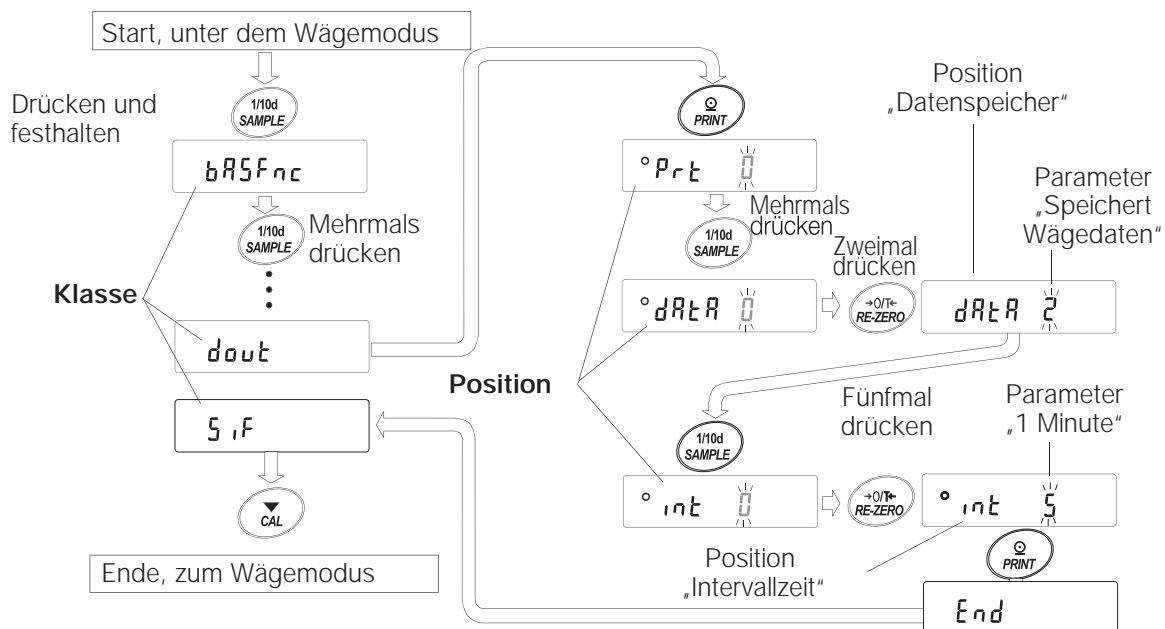 Start, unter dem Wägemodus
Drücken und
festhalten
1/10d
SAMPLE
bASFnc
1/10d
SAMPLE
Mehrmals
drücken
Klasse
dout
S iF
CAL
Ende, zum Wägemodus
PRINT
Prt 0
Mehrmals
drücken
1/10d
SAMPLE
Position
dAtA 0
Zweimal
drücken
→0/T←
RE-ZERO
Position
„Datenspeicher“
Parameter
„Speichert
Wägedaten“
dAtA 2
1/10d
SAMPLE
int 0
Fünfmal
drücken
→0/T←
RE-ZERO
Parameter
„1 Minute“
int 5
Position
„Intervallzeit“
PRINT
End